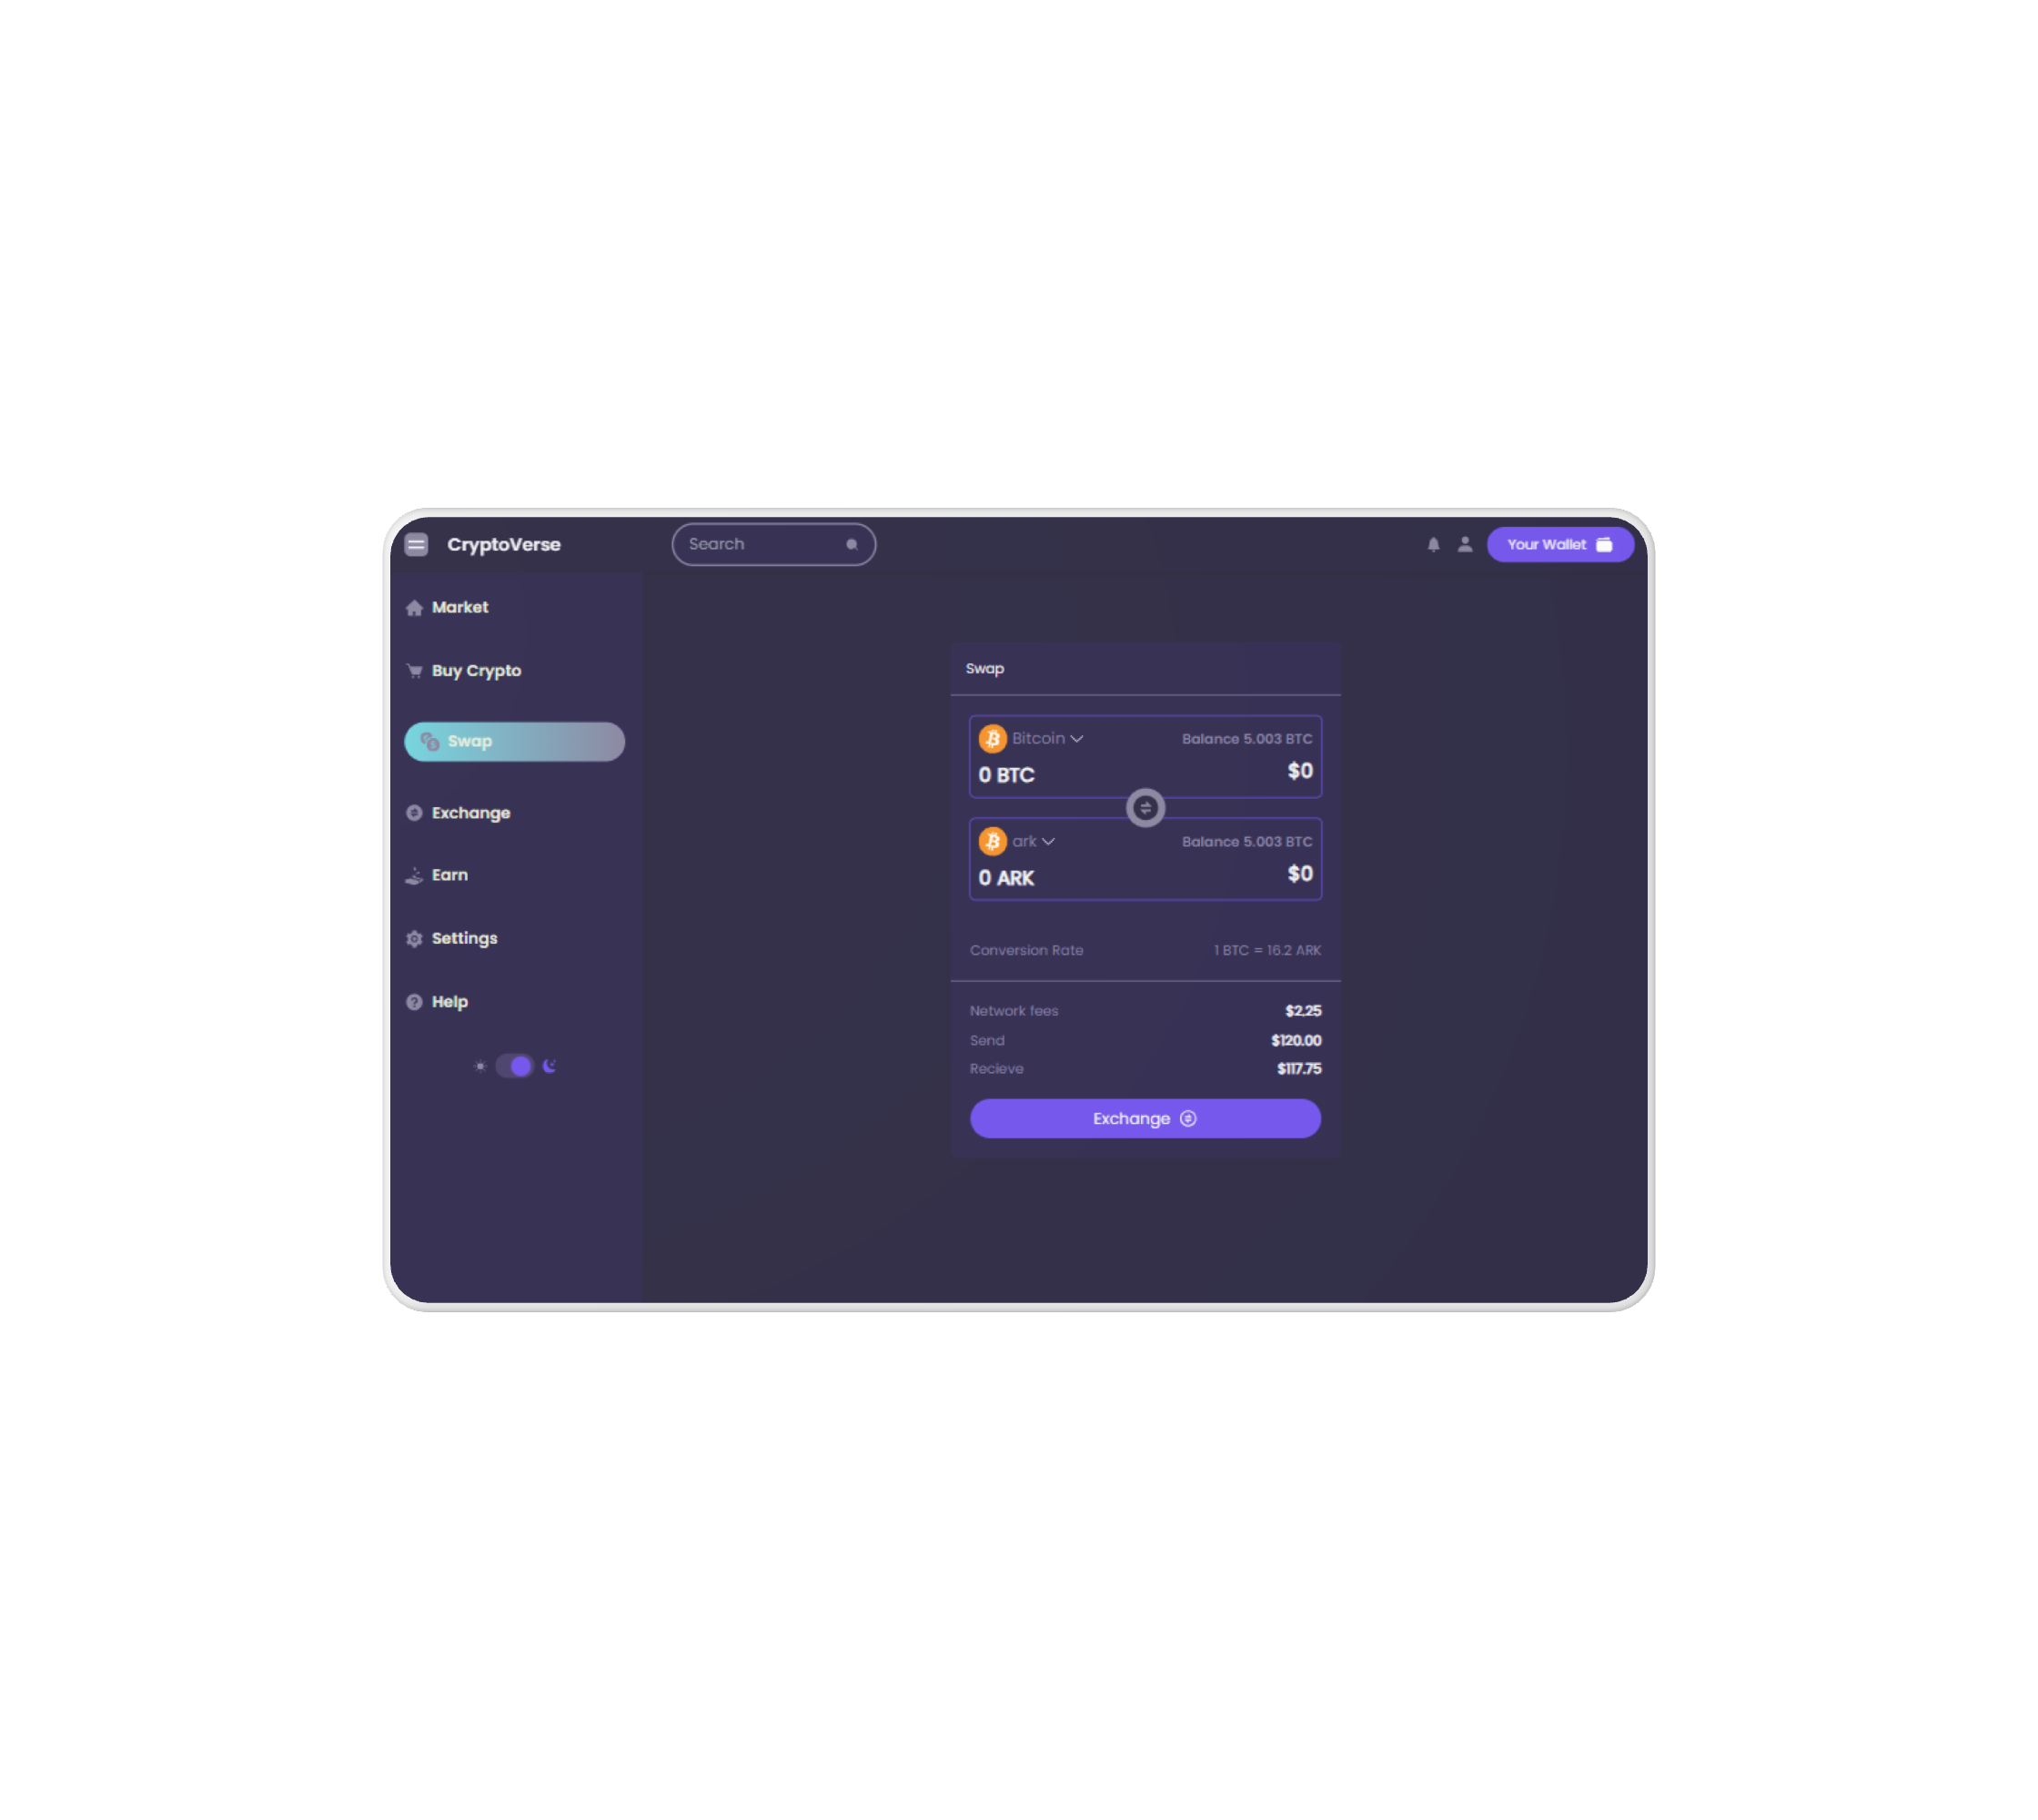 CryptoVerse
Search
Your Wallet
Market
Buy Crypto
Swap
Exchange
Earn
Settings
Help
Swap
Bitcoin Balance 5.003 BTC
0 BTC $0
ark Balance 5.003 BTC
0 ARK $0
Conversion Rate 1 BTC = 16.2 ARK
Network fees $2.25
Send $120.00
Recieve $117.75
Exchange